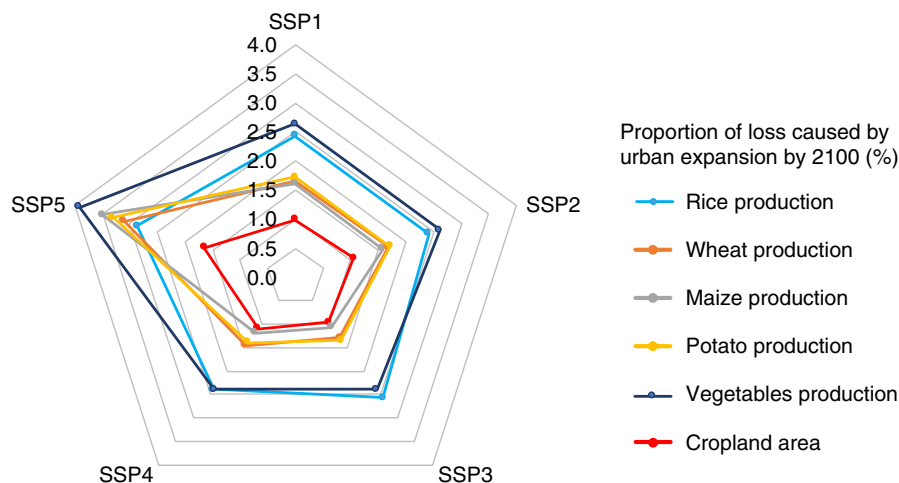 SSP1
4.0
3.5
3.0
2.5
2.0
1.5
1.0
0.5
0.0
SSP5
SSP2
SSP4
SSP3
Proportion of loss caused by
urban expansion by 2100 (%)
Rice production
Wheat production
Maize production
Potato production
Vegetables production
Cropland area